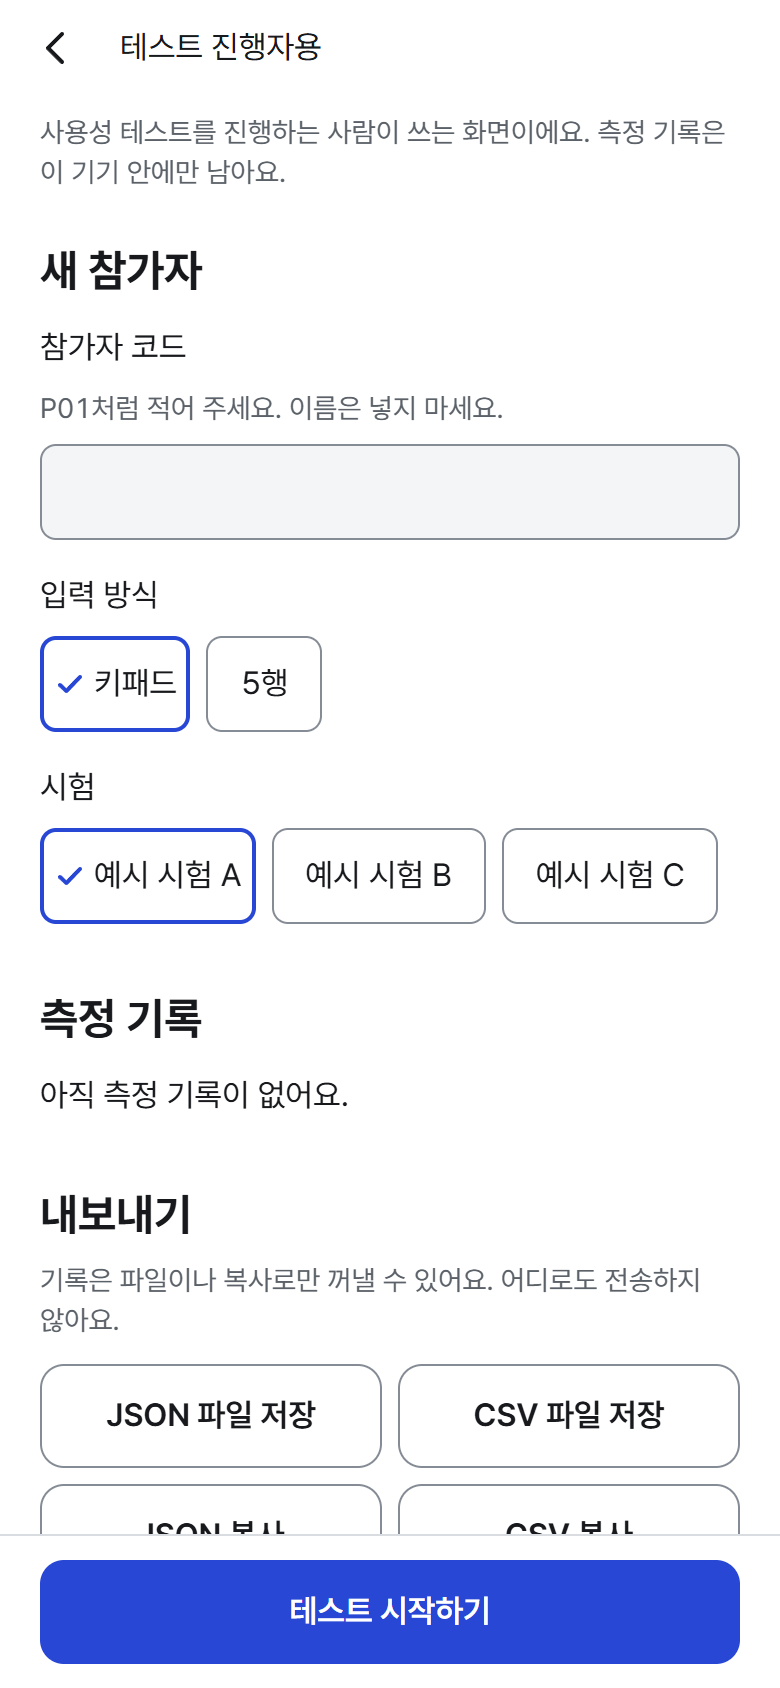 테스트 진행자용
사용성 테스트를 진행하는 사람이 쓰는 화면이에요. 측정 기록은
이 기기 안에만 남아요.
새 참가자
참가자 코드
P01처럼 적어 주세요. 이름은 넣지 마세요.
입력 방식
키패드 5행
시험
예시 시험 A 예시 시험 B 예시 시험 C
측정 기록
아직 측정 기록이 없어요.
내보내기
기록은 파일이나 복사로만 꺼낼 수 있어요. 어디로도 전송하지
않아요.
JSON 파일 저장 CSV 파일 저장
JSON 복사 CSV 복사
테스트 시작하기